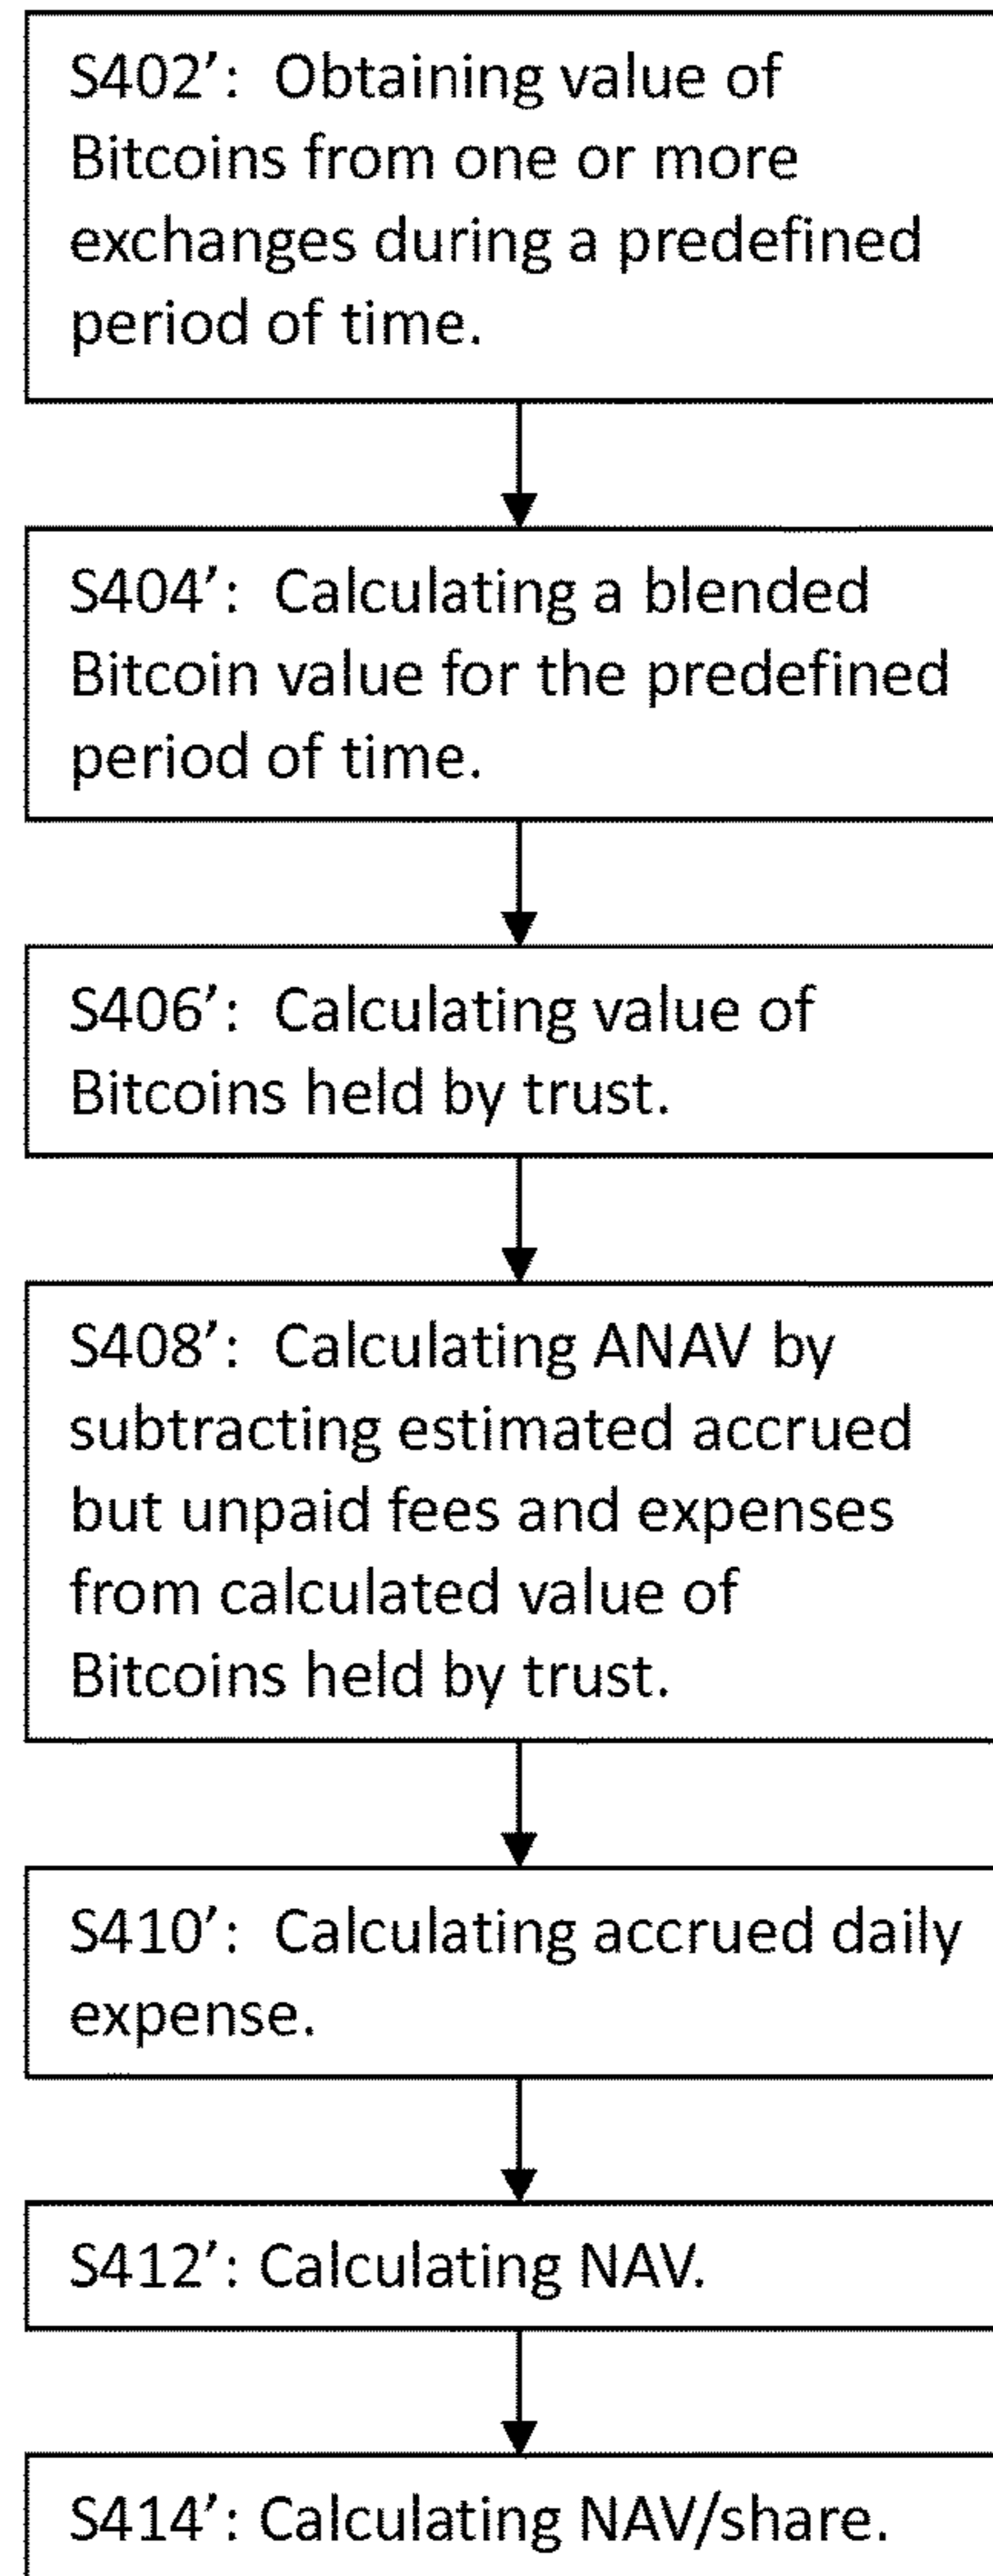 S402’: Obtaining value of
Bitcoins from one or more
exchanges during a predefined
period of time.
S404’: Calculating a blended
Bitcoin value for the predefined
period of time.
S406’: Calculating value of
Bitcoins held by trust.
S408’: Calculating ANAV by
subtracting estimated accrued
but unpaid fees and expenses
from calculated value of
Bitcoins held by trust.
S410’: Calculating accrued daily
expense.
S412’: Calculating NAV.
S414’: Calculating NAV/share.